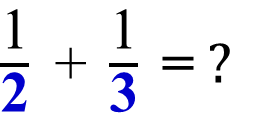 1/2 + 1/3 = ?